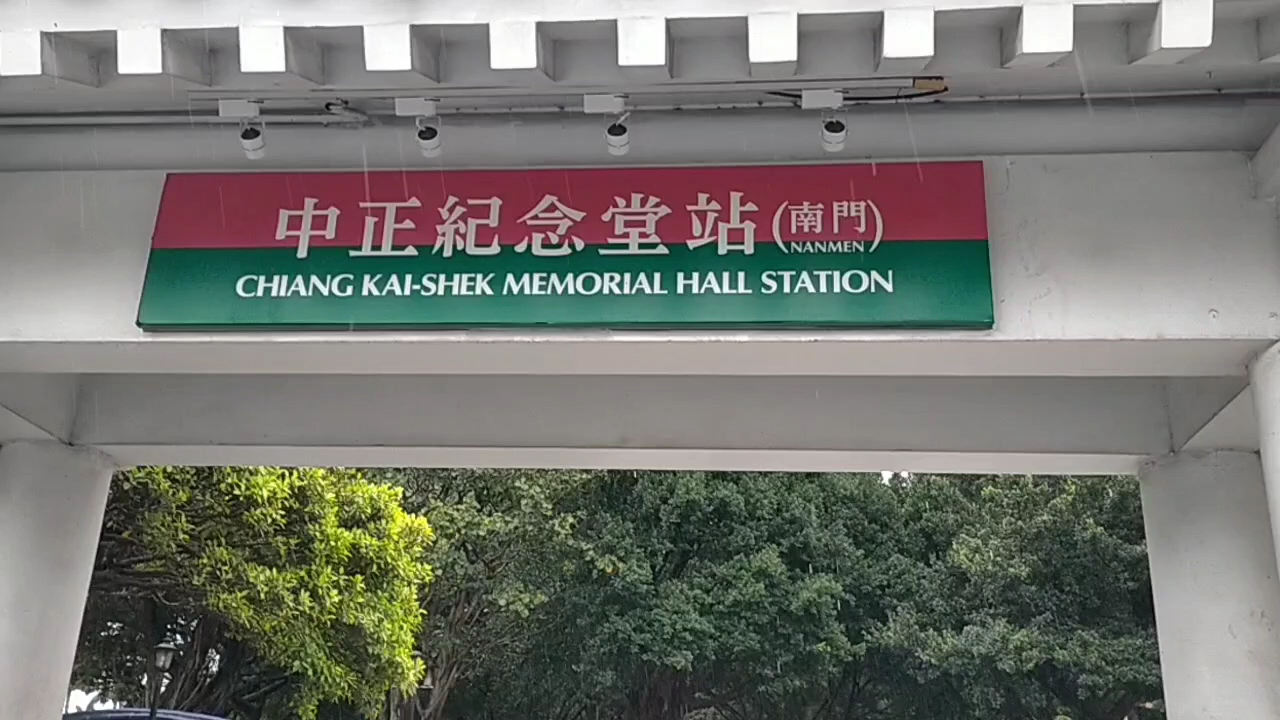 中正紀念堂站(南門)
NANMEN
CHIANG KAI-SHEK MEMORIAL HALL STATION